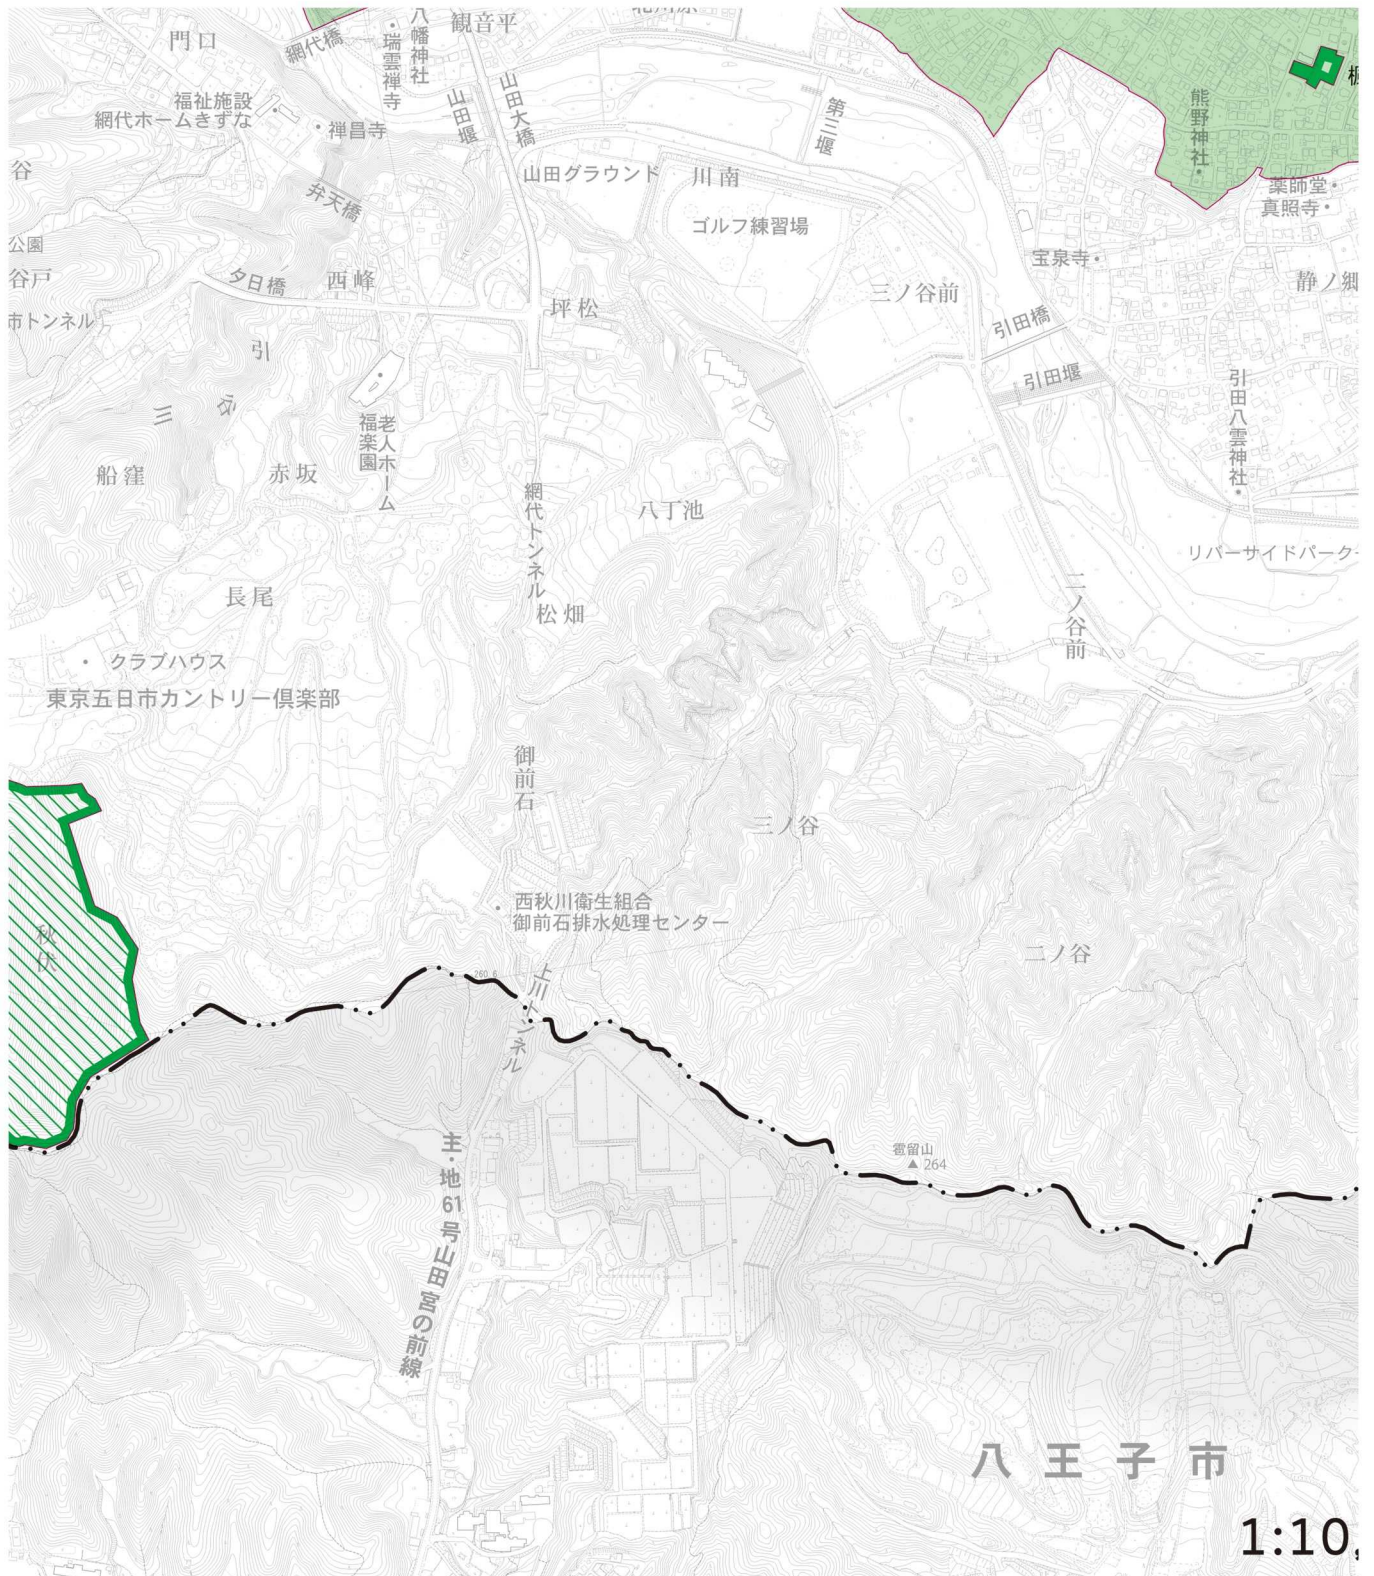 門口
網代橋
瑞雲禅寺
八幡神社
観音平
山田堰
山田大橋
第三堰
熊野神社
福祉施設
網代ホームきずな
禅昌寺
谷
弁天橋
山田グラウンド
川南
ゴルフ練習場
薬師堂
真照寺
公園
谷戸
夕日橋
西峰
坪松
三ノ谷前
宝泉寺
静ノ郷
市トンネル
引田橋
引
谷
川
引田堰
引田八雲神社
老人ホーム
福楽園
船窪
赤坂
網代トンネル
八丁池
リバーサイドパーク
長尾
松畑
二ノ谷前
クラブハウス
東京五日市カントリー倶楽部
御前石
三ノ谷
西秋川衛生組合
御前石排水処理センター
秋伏
二ノ谷
260.6
上川トンネル
主・地61号山田宮の前線
雹留山
264
八王子市
1:10,